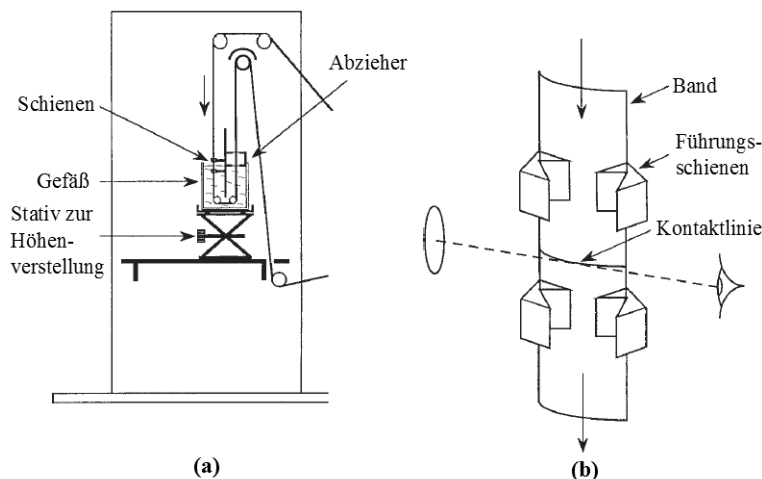 Abzieher
Schienen
Gefäß
Stativ zur
Höhen-
verstellung
(a)
Band
Führungs-
schienen
Kontaktlinie
(b)